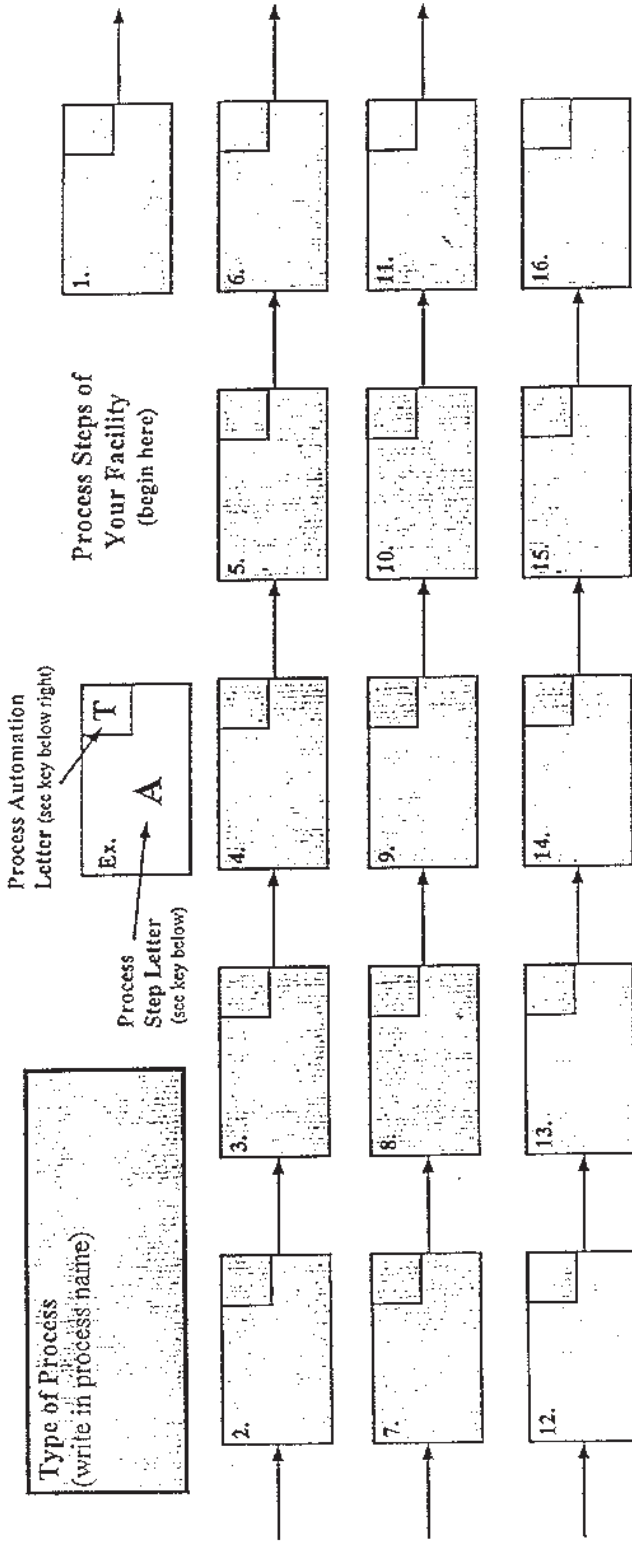 Type of Process
(write in process name)
Process Automation
Letter (see key below right)
Ex.
T
A
Process
Step Letter
(see key below)
Process Steps of
Your Facility
(begin here)
1.
2.
3.
4.
5.
6.
7.
8.
9.
10.
11.
12.
13.
14.
15.
16.